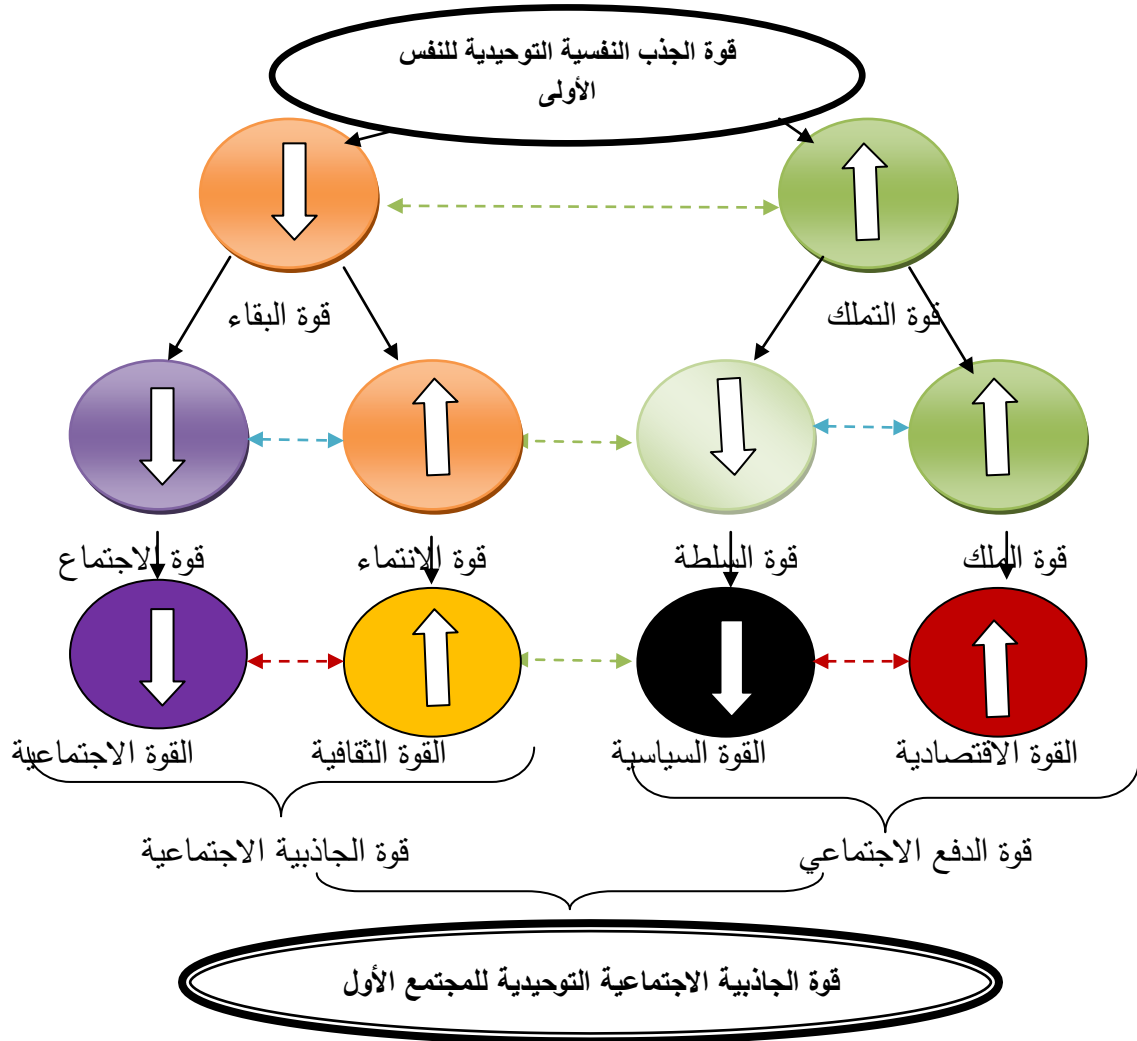 قوة الجذب النفسية التوحيدية للنفس
الأولى
قوة التملك
قوة البقاء
قوة الملك
قوة السلطة
قوة الانتماء
قوة الاجتماع
القوة الاقتصادية
القوة السياسية
القوة الثقافية
القوة الاجتماعية
قوة الدفع الاجتماعي
قوة الجاذبية الاجتماعية
قوة الجاذبية الاجتماعية التوحيدية للمجتمع الأول